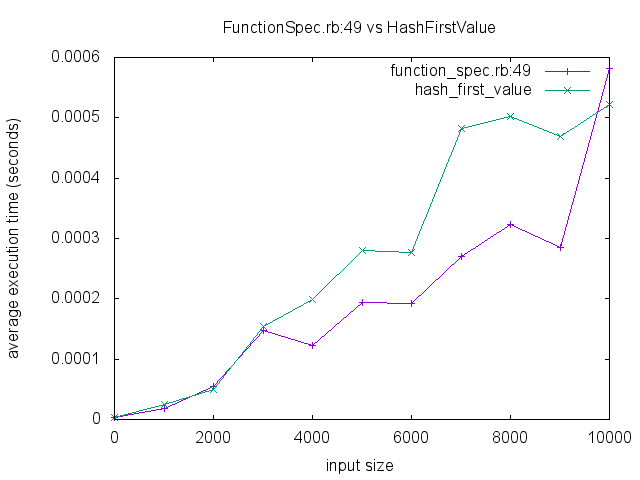 FunctionSpec.rb:49 vs HashFirstValue
function_spec.rb:49
hash_first_value
average execution time (seconds)
0.0006
0.0005
0.0004
0.0003
0.0002
0.0001
0
0 2000 4000 6000 8000 10000
input size